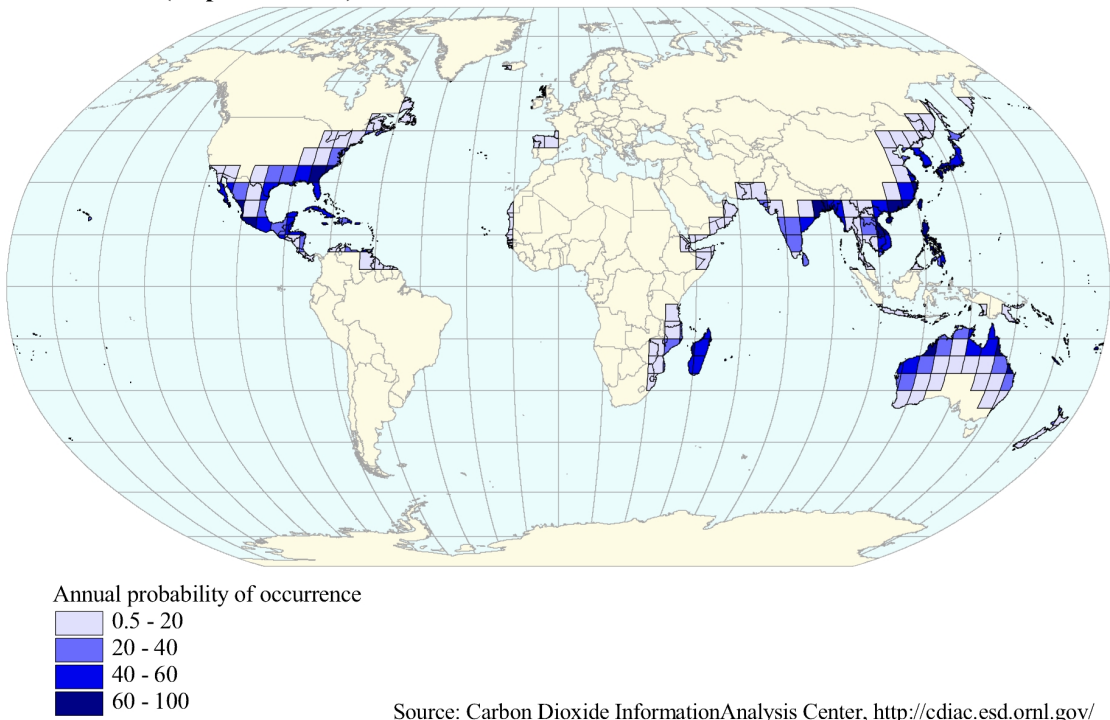 Annual probability of occurrence
0.5 - 20
20 - 40
40 - 60
60 - 100
Source: Carbon Dioxide InformationAnalysis Center, http://cdiac.esd.ornl.gov/